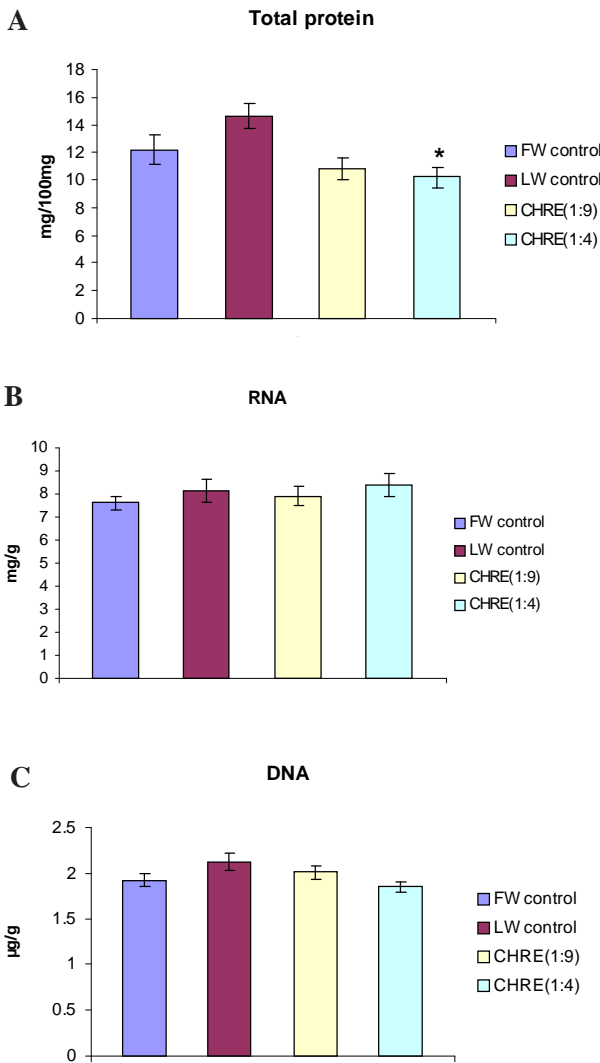 A
Total protein
mg/100mg
18
16
14
12
10
8
6
4
2
0
*
FW control
LW control
CHRE(1:9)
CHRE(1:4)
B
RNA
mg/g
10
9
8
7
6
5
4
3
2
1
0
FW control
LW control
CHRE(1:9)
CHRE(1:4)
C
DNA
µg/g
2.5
2
1.5
1
0.5
0
FW control
LW control
CHRE(1:9)
CHRE(1:4)